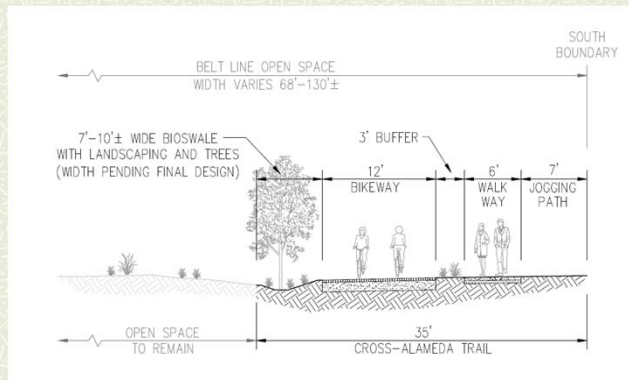 SOUTH
BOUNDARY
BELT LINE OPEN SPACE
WIDTH VARIES 68'-130'±
7'-10'± WIDE BIOSWALE
WITH LANDSCAPING AND TREES
(WIDTH PENDING FINAL DESIGN)
3' BUFFER
12'
BIKEWAY
6'
WALK
WAY
7'
JOGGING
PATH
OPEN SPACE
TO REMAIN
35'
CROSS-ALAMEDA TRAIL